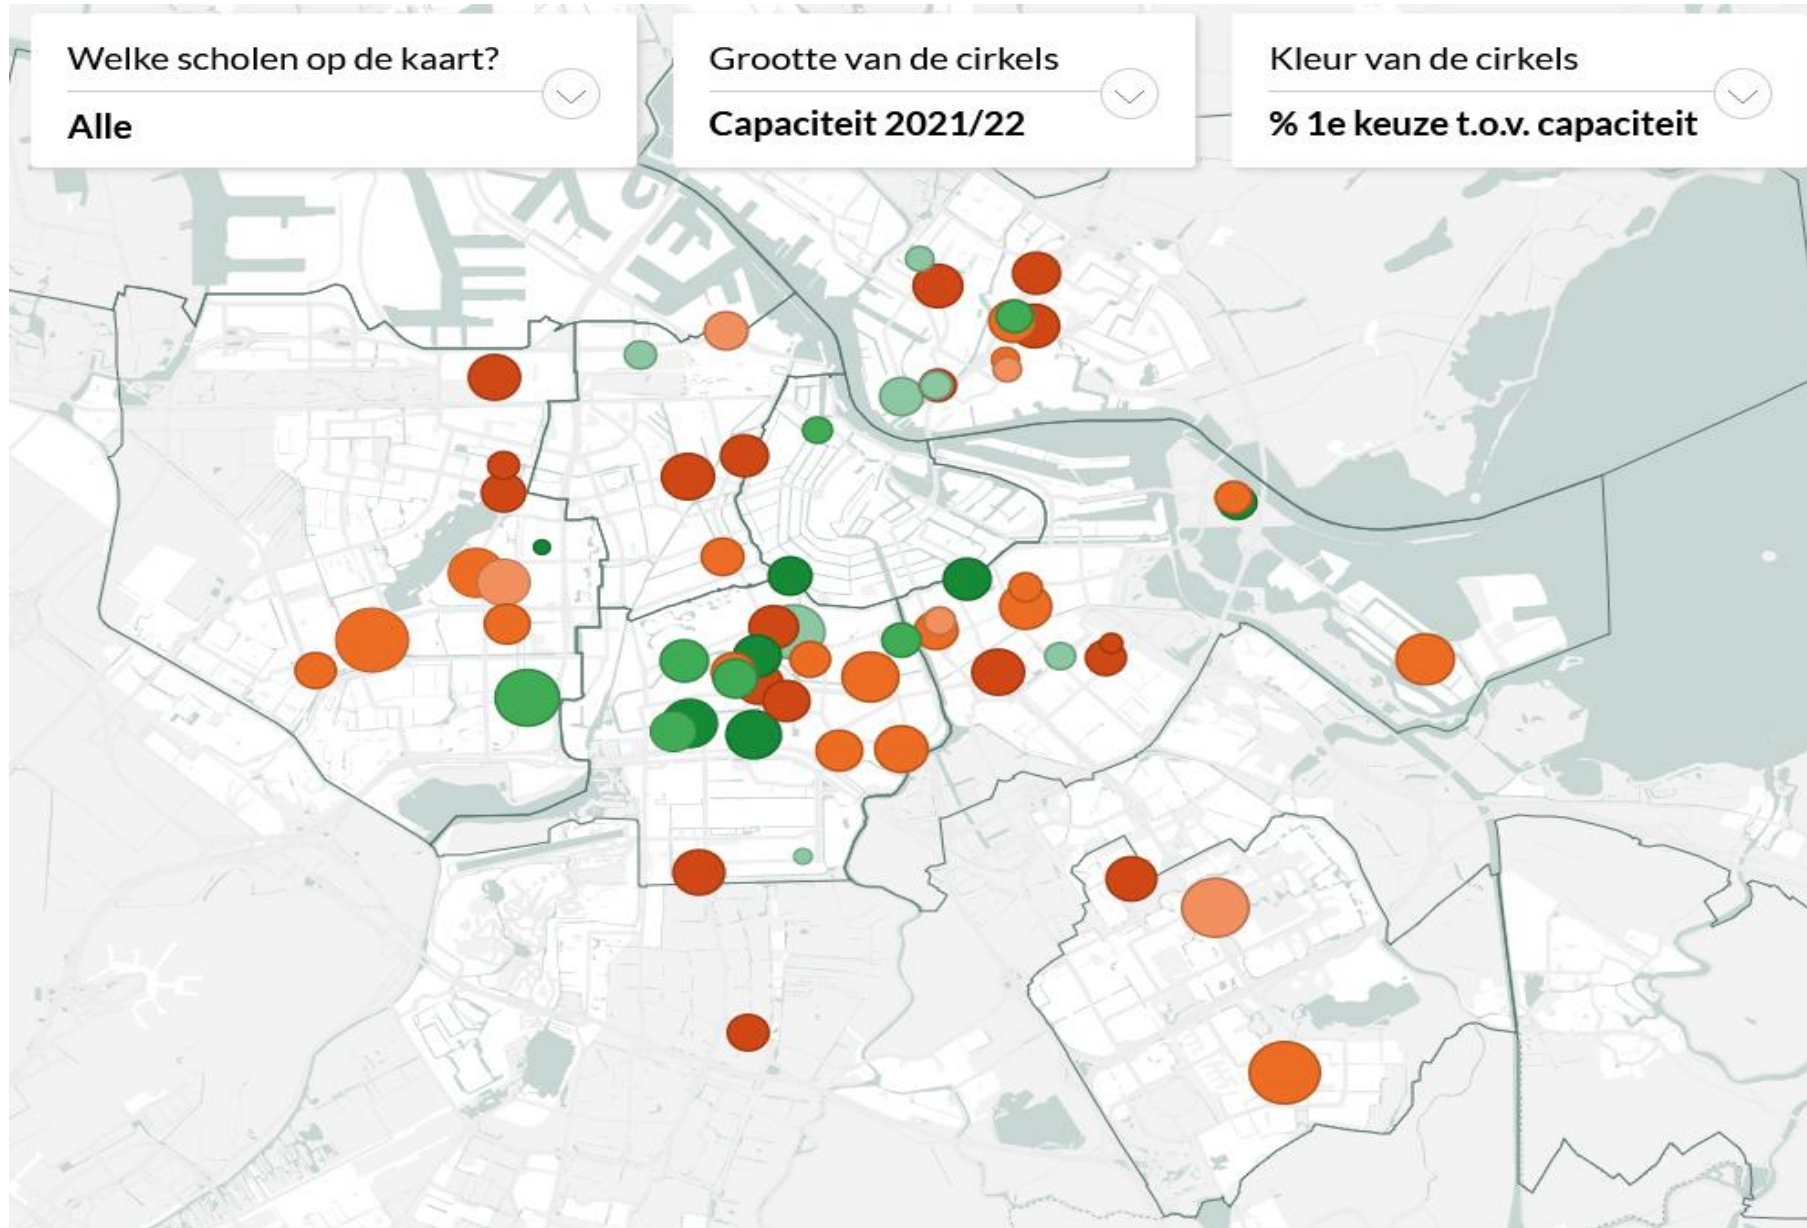 Welke scholen op de kaart?
Alle
Grootte van de cirkels
Capaciteit 2021/22
Kleur van de cirkels
% 1e keuze t.o.v. capaciteit